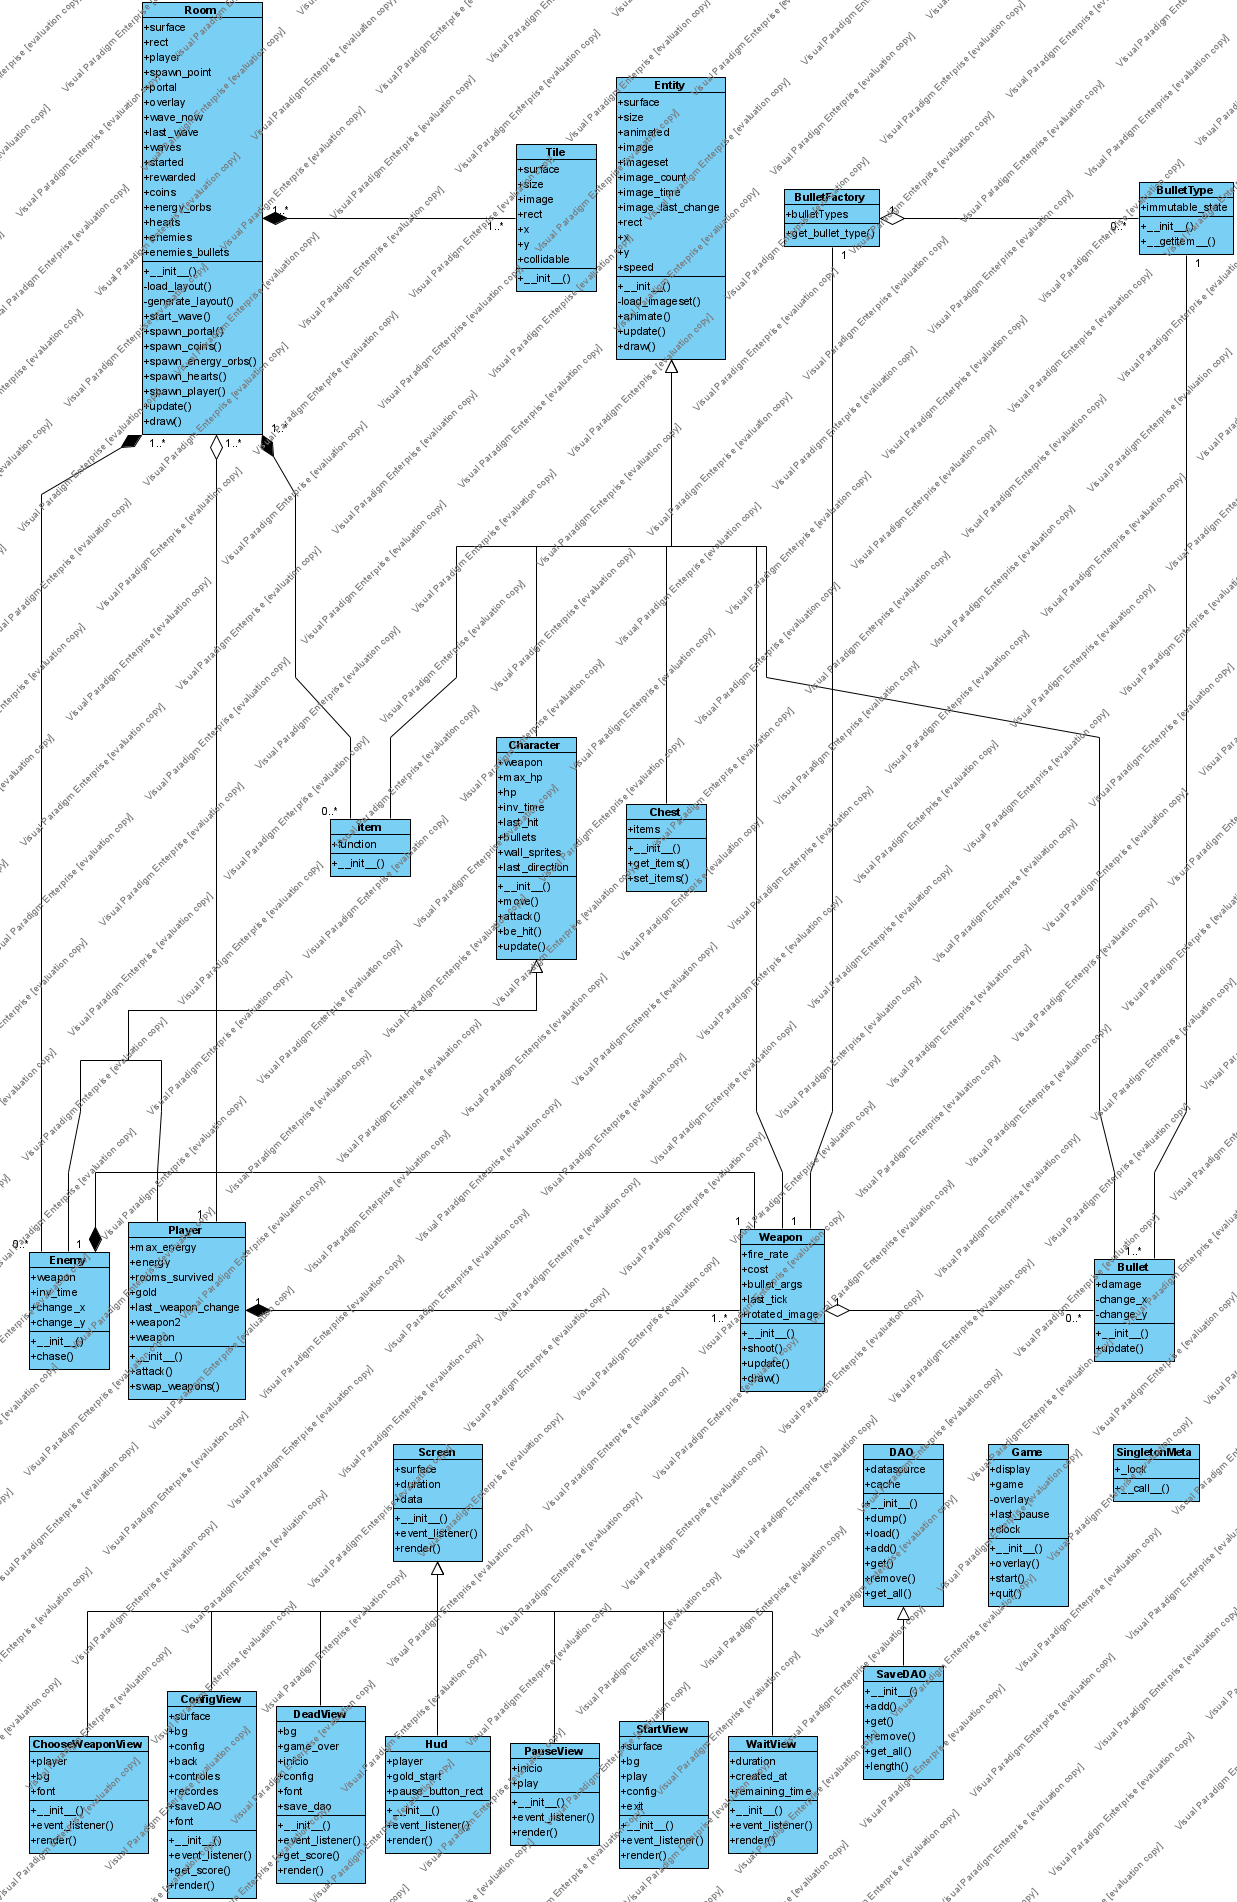 Room
+surface
+rect
+player
+spawn_point
+portal
+overlay
+wave_now
+last_wave
+waves
+started
+rewarded
+coins
+energy_orbs
+hearts
+enemies
+enemies_bullets
+__init__()
-load_layout()
-generate_layout()
+start_wave()
+spawn_portal()
+spawn_coins()
+spawn_energy_orbs()
+spawn_hearts()
+spawn_player()
+update()
+draw()
1..*
1..*
1..*
1..*
1..*
Tile
+surface
+size
+image
+rect
+x
+y
+collidable
+__init__()
Entity
+surface
+size
+animated
+image
+imageset
+image_count
+image_time
+image_last_change
+rect
+x
+y
+speed
+__init__()
-load_imageset()
+animate()
+update()
+draw()
BulletFactory
+bulletTypes
+get_bullet_type()
1
1
0..*
BulletType
+immutable_state
+__init__()
+__getitem__()
1
0..*
item
+function
+__init__()
Character
+weapon
+max_hp
+hp
+inv_time
+last_hit
+bullets
+wall_sprites
+last_direction
+__init__()
+move()
+attack()
+be_hit()
+update()
Chest
+items
+__init__()
+get_items()
+set_items()
0..*
1
Enemy
+weapon
+inv_time
+change_x
+change_y
+__init__()
+chase()
1
Player
+max_energy
+energy
+rooms_survived
+gold
+last_weapon_change
+weapon2
+weapon
+__init__()
+attack()
+swap_weapons()
1
1..*
1
1
Weapon
+fire_rate
+cost
+bullet_args
+last_tick
+rotated_image
+__init__()
+shoot()
+update()
+draw()
1
0..*
1..*
Bullet
+damage
-change_x
-change_y
+__init__()
+update()
Screen
+surface
+duration
+data
+__init__()
+event_listener()
+render()
DAO
+datasource
+cache
+__init__()
+dump()
+load()
+add()
+get()
+remove()
+get_all()
Game
+display
+game
-overlay
+last_pause
+clock
+__init__()
+overlay()
+start()
+quit()
SingletonMeta
+_lock
+__call__()
SaveDAO
+__init__()
+add()
+get()
+remove()
+get_all()
+length()
ChooseWeaponView
+player
+bg
+font
+__init__()
+event_listener()
+render()
ConfigView
+surface
+bg
+config
+back
+controles
+recordes
+saveDAO
+font
+__init__()
+event_listener()
+get_score()
+render()
DeadView
+bg
+game_over
+inicio
+config
+font
+save_dao
+__init__()
+event_listener()
+get_score()
+render()
Hud
+player
+gold_start
+pause_button_rect
+__init__()
+event_listener()
+render()
PauseView
+inicio
+play
+__init__()
+event_listener()
+render()
StartView
+surface
+bg
+play
+config
+exit
+__init__()
+event_listener()
+render()
WaitView
+duration
+created_at
+remaining_time
+__init__()
+event_listener()
+render()
Visual Paradigm Enterprise [evaluation copy]